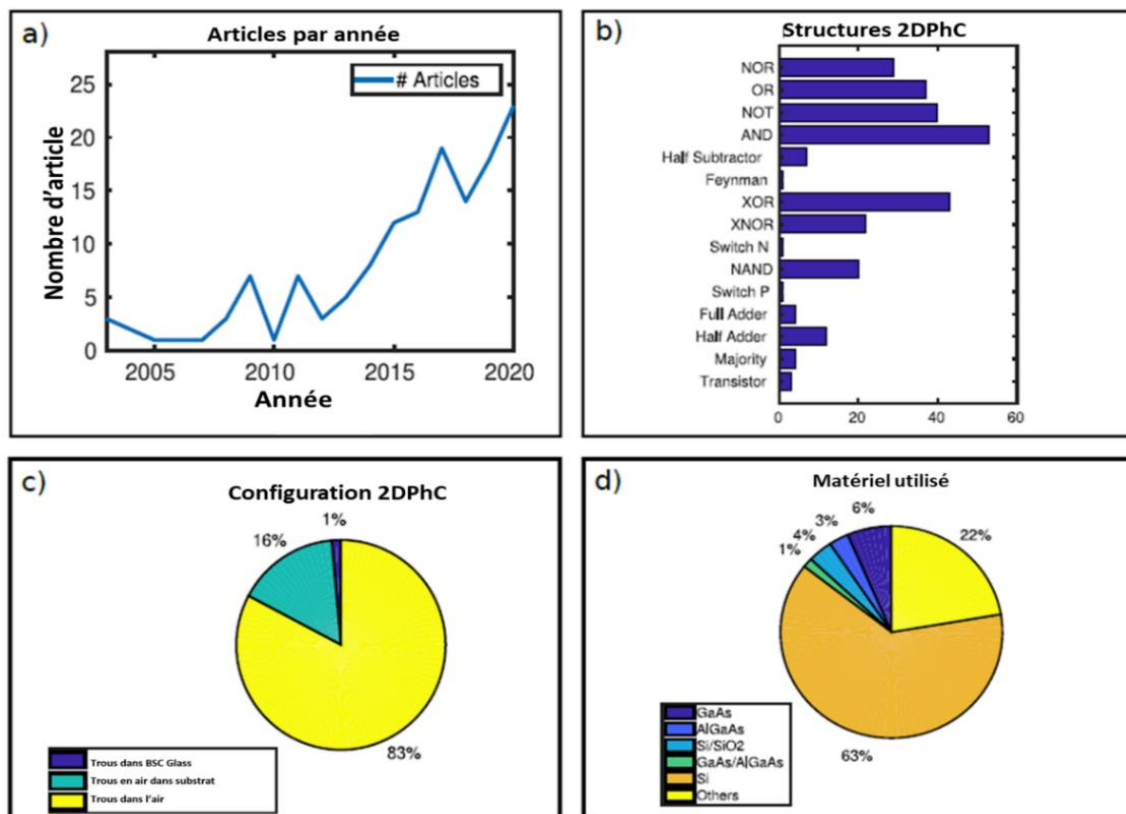 a)
Articles par année
# Articles
Nombre d'article
25
20
15
10
5
0
2005
2010
2015
2020
Année
b)
Structures 2DPhC
NOR
OR
NOT
AND
Half Subtractor
Feynman
XOR
XNOR
Switch N
NAND
Switch P
Full Adder
Half Adder
Majority
Transistor
0
20
40
60
c)
Configuration 2DPhC
1%
16%
83%
Trous dans BSC Glass
Trous en air dans substrat
Trous dans l'air
d)
Matériel utilisé
6%
3%
4%
1%
22%
63%
GaAs
AlGaAs
Si/SiO2
GaAs/AlGaAs
Si
Others